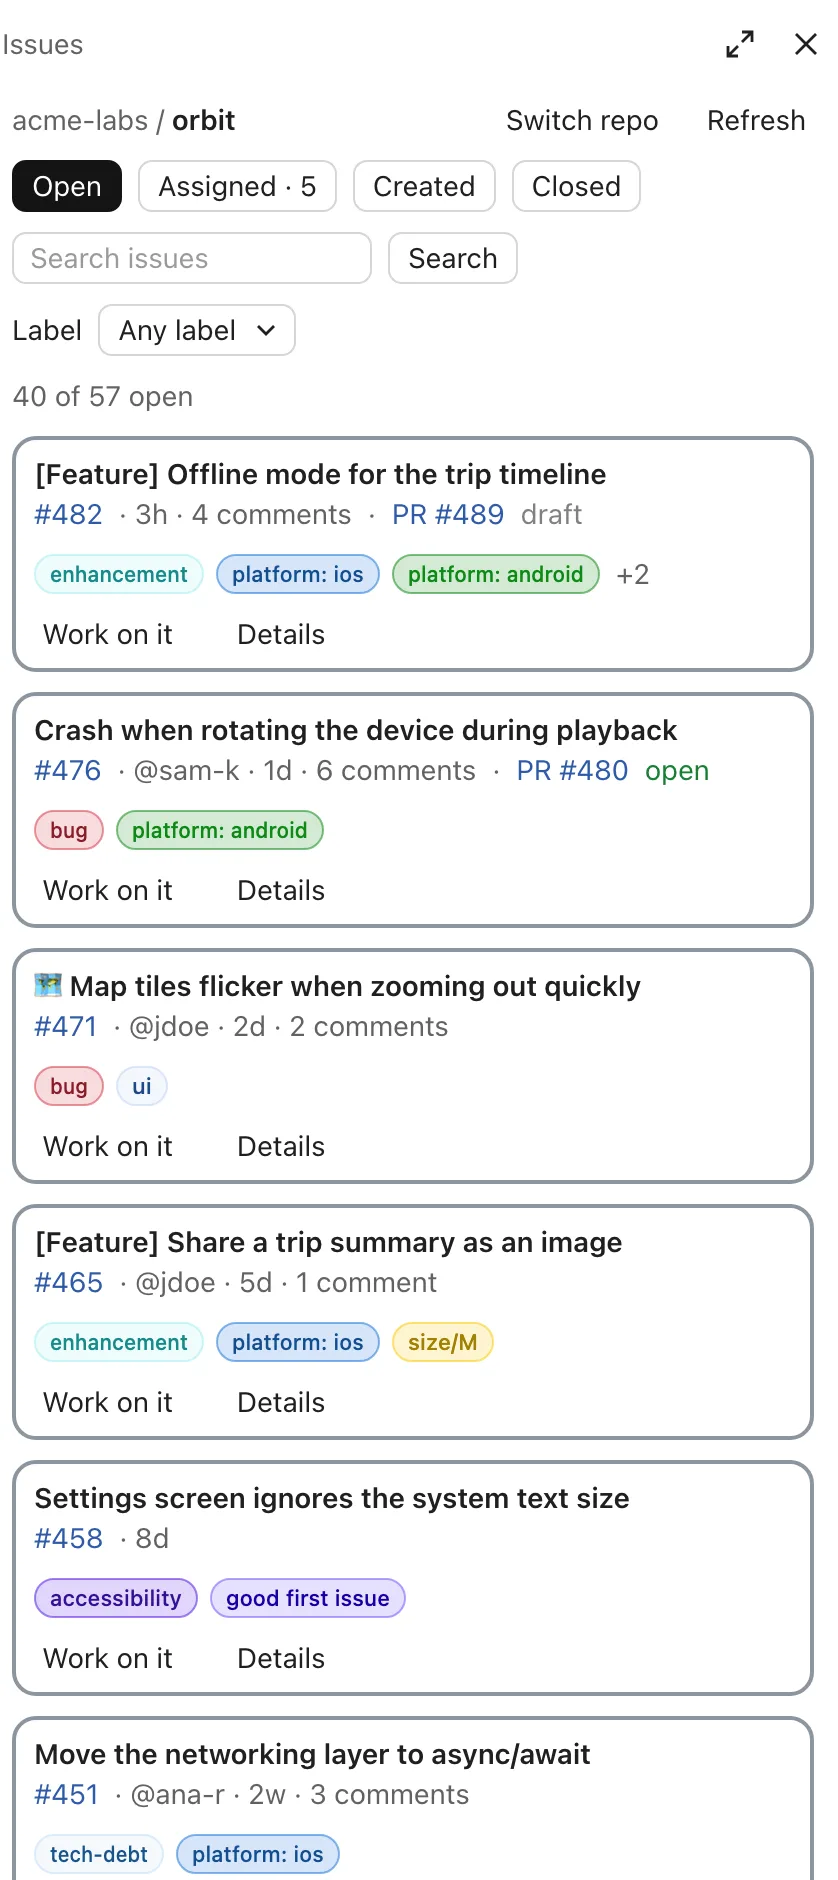 Issues
acme-labs / orbit Switch repo Refresh
Open Assigned · 5 Created Closed
Search issues Search
Label Any label
40 of 57 open
[Feature] Offline mode for the trip timeline
#482 · 3h · 4 comments · PR #489 draft
enhancement platform: ios platform: android +2
Work on it Details
Crash when rotating the device during playback
#476 · @sam-k · 1d · 6 comments · PR #480 open
bug platform: android
Work on it Details
🗺️ Map tiles flicker when zooming out quickly
#471 · @jdoe · 2d · 2 comments
bug ui
Work on it Details
[Feature] Share a trip summary as an image
#465 · @jdoe · 5d · 1 comment
enhancement platform: ios size/M
Work on it Details
Settings screen ignores the system text size
#458 · 8d
accessibility good first issue
Work on it Details
Move the networking layer to async/await
#451 · @ana-r · 2w · 3 comments
tech-debt platform: ios